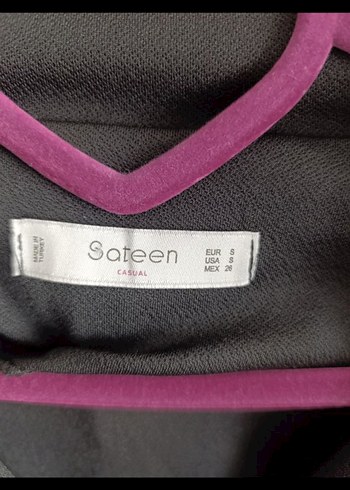 MADE IN
TURKEY
Sateen
CASUAL
EUR S
USA S
MEX 26